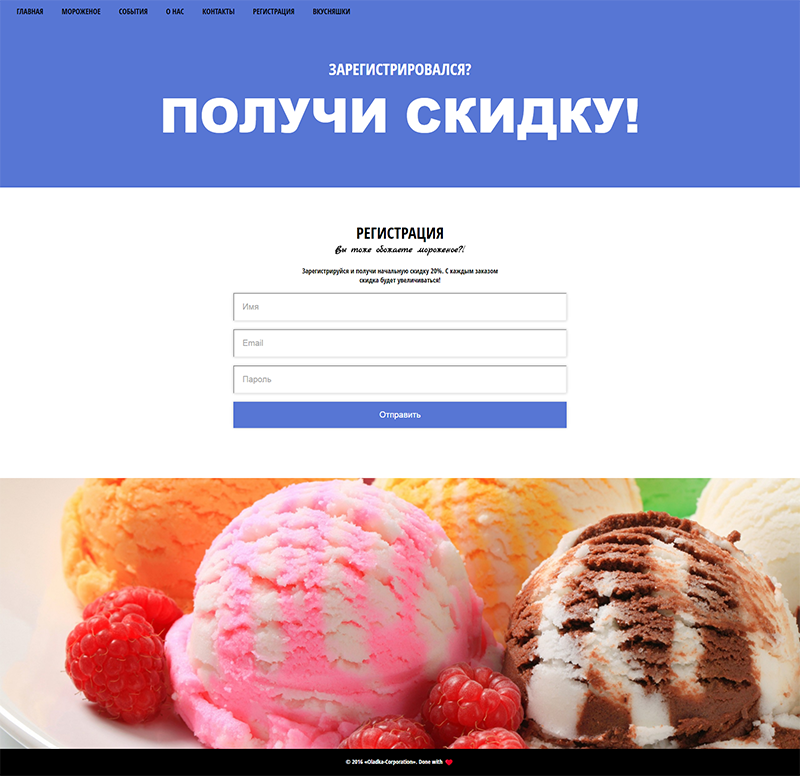 ГЛАВНАЯ МОРОЖЕНОЕ СОБЫТИЯ О НАС КОНТАКТЫ РЕГИСТРАЦИЯ ВКУСНЯШКИ
ЗАРЕГИСТРИРОВАЛСЯ?
ПОЛУЧИ СКИДКУ!
РЕГИСТРАЦИЯ
Вы тоже обожаете мороженое?!
Зарегистрируйся и получи начальную скидку 20%. С каждым заказом
скидка будет увеличиваться!
Имя
Email
Пароль
Отправить
© 2016 «Oladka-Corporation». Done with